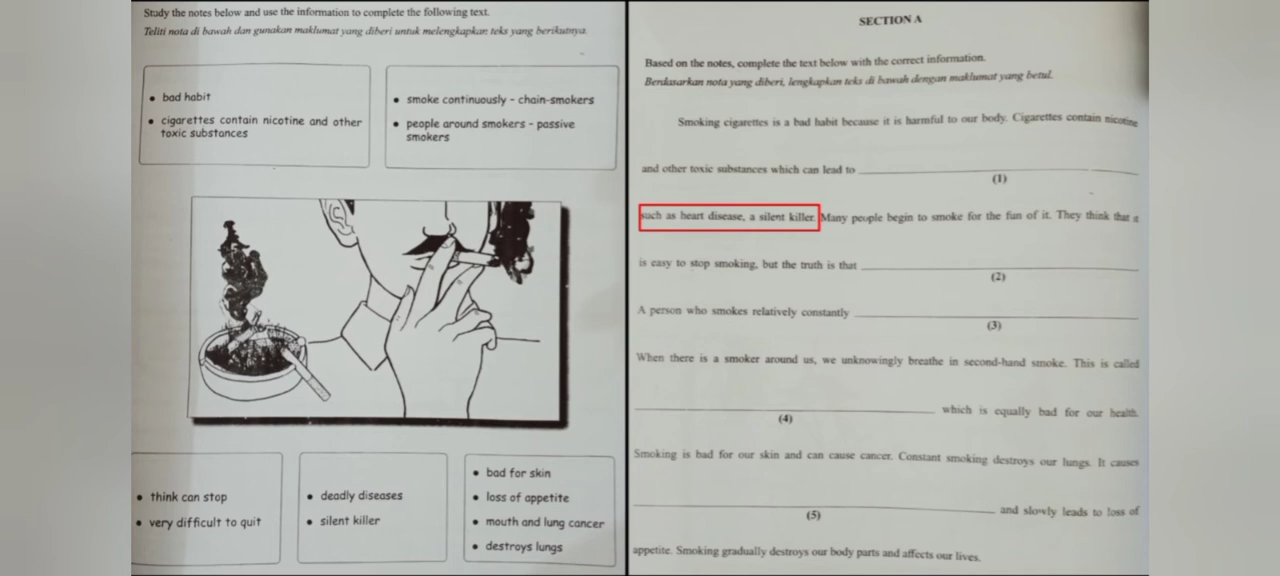 Study the notes below and use the information to complete the following text.
Teliti nota di bawah dan gunakan maklumat yang diberi untuk melengkapkan teks yang berikutnya.
• bad habit
• cigarettes contain nicotine and other
toxic substances
• smoke continuously - chain-smokers
• people around smokers - passive
smokers
• think can stop
• very difficult to quit
• deadly diseases
• silent killer
• bad for skin
• loss of appetite
• mouth and lung cancer
• destroys lungs
SECTION A
Based on the notes, complete the text below with the correct information.
Berdasarkan nota yang diberi, lengkapkan teks di bawah dengan maklumat yang betul.
Smoking cigarettes is a bad habit because it is harmful to our body. Cigarettes contain nicotine
and other toxic substances which can lead to
(1)
such as heart disease, a silent killer. Many people begin to smoke for the fun of it. They think that it
is easy to stop smoking, but the truth is that
(2)
A person who smokes relatively constantly
(3)
When there is a smoker around us, we unknowingly breathe in second-hand smoke. This is called
which is equally bad for our health.
(4)
Smoking is bad for our skin and can cause cancer. Constant smoking destroys our lungs. It causes
and slowly leads to loss of
(5)
appetite. Smoking gradually destroys our body parts and affects our lives.